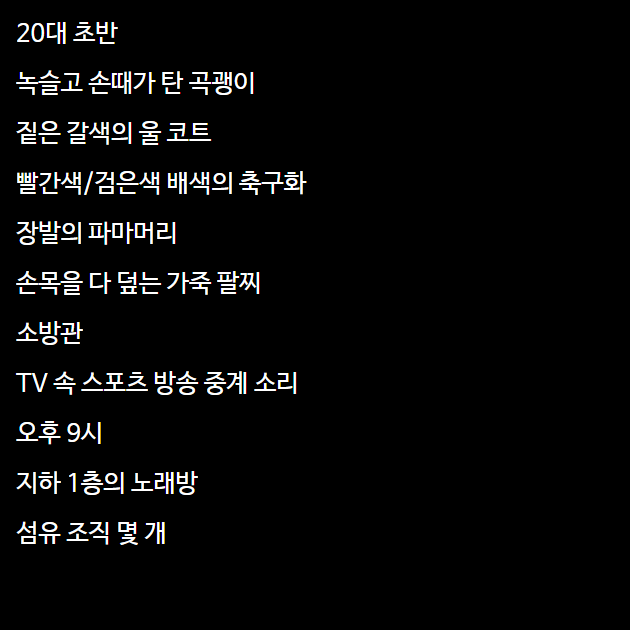 20대 초반
녹슬고 손때가 탄 곡괭이
짙은 갈색의 울 코트
빨간색/검은색 배색의 축구화
장발의 파마머리
손목을 다 덮는 가죽 팔찌
소방관
TV 속 스포츠 방송 중계 소리
오후 9시
지하 1층의 노래방
섬유 조직 몇 개